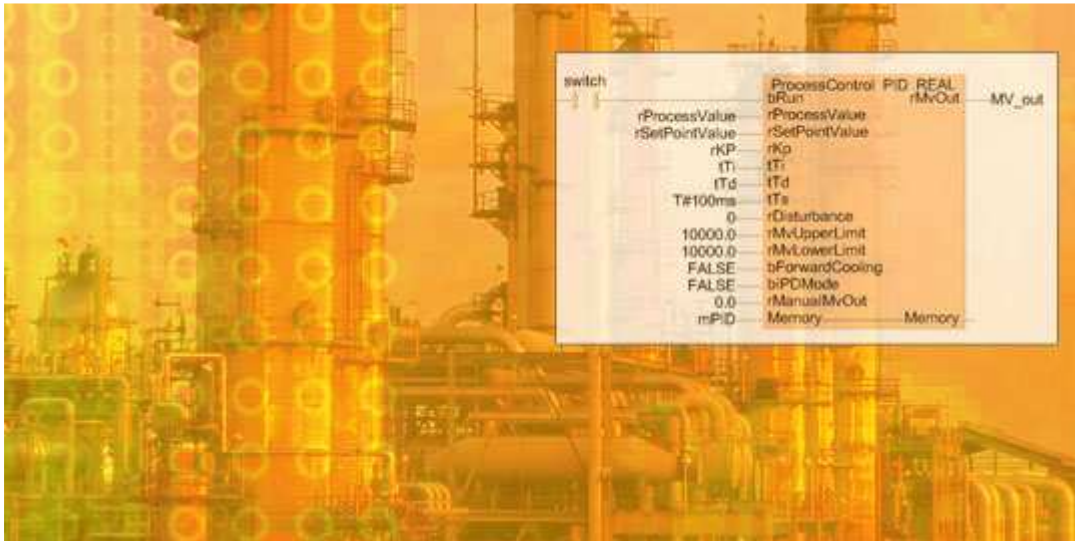 switch
ProcessControl PID_REAL
bRun rMvOut MV_out
rProcessValue rProcessValue
rSetPointValue rSetPointValue
rKP rKp
tTi tTi
tTd tTd
T#100ms tTs
0 rDisturbance
10000.0 rMvUpperLimit
10000.0 rMvLowerLimit
FALSE bForwardCooling
FALSE biPDMode
0.0 rManualMvOut
mPID Memory Memory